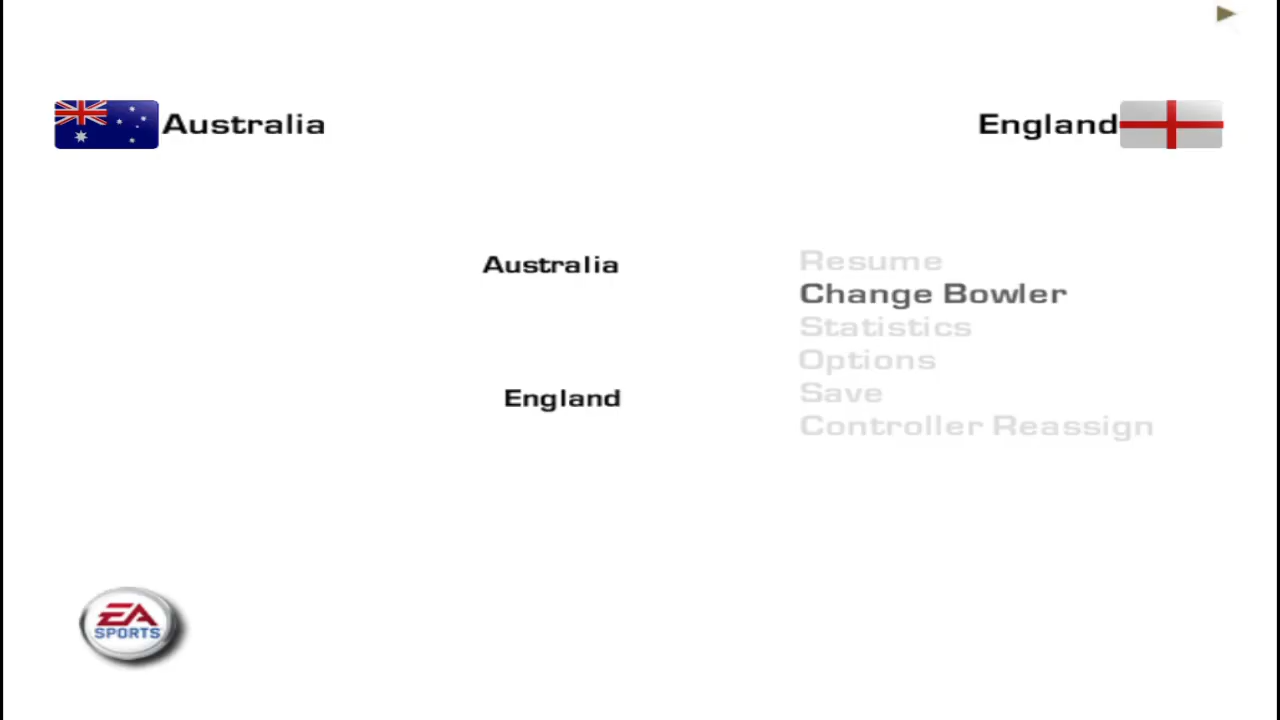 Australia
England
Australia
England
Resume
Change Bowler
Statistics
Options
Save
Controller Reassign
EA
SPORTS